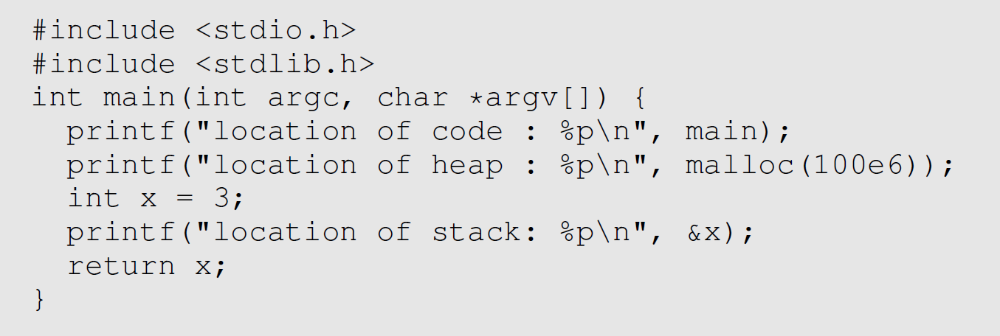 #include <stdio.h>
#include <stdlib.h>
int main(int argc, char *argv[]) {
  printf("location of code : %p\n", main);
  printf("location of heap : %p\n", malloc(100e6));
  int x = 3;
  printf("location of stack: %p\n", &x);
  return x;
}